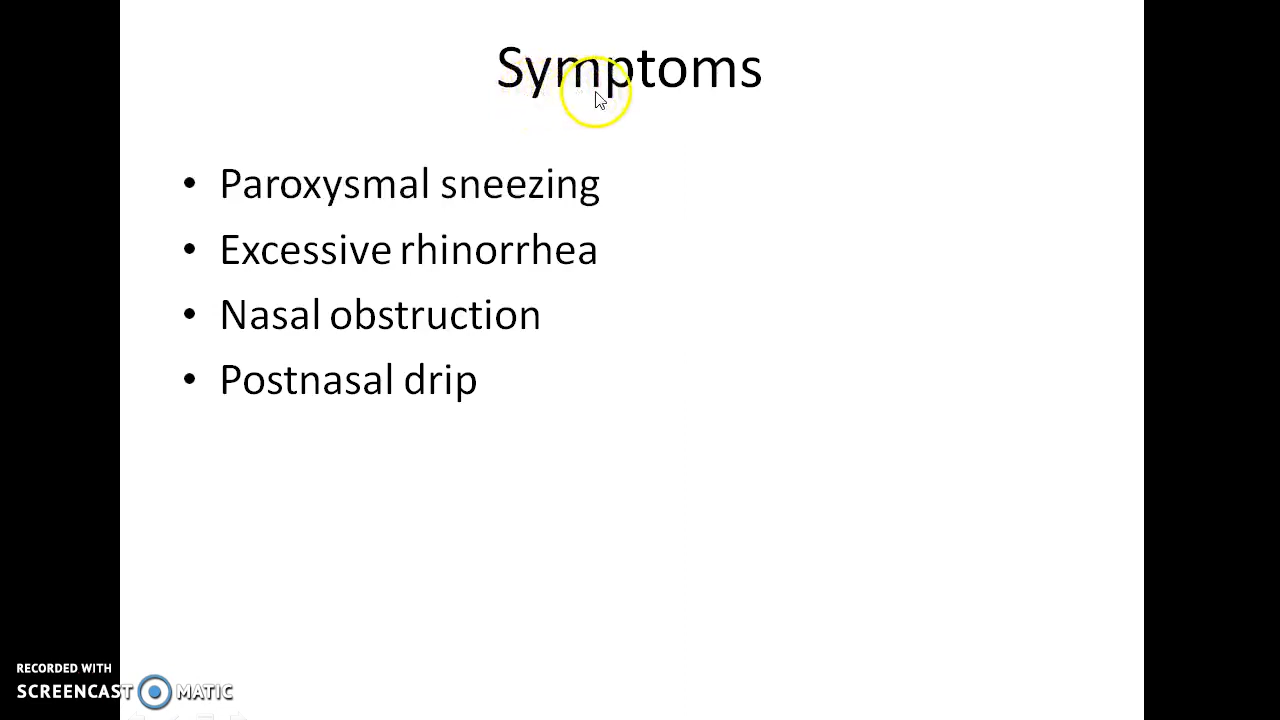 Symptoms
• Paroxysmal sneezing
• Excessive rhinorrhea
• Nasal obstruction
• Postnasal drip
RECORDED WITH
SCREENCAST MATIC